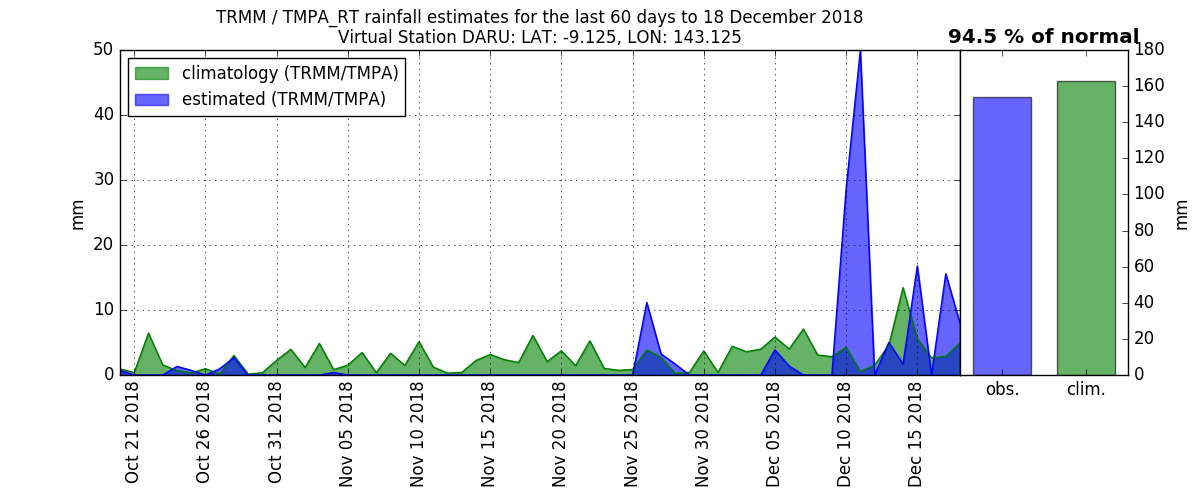 TRMM / TMPA_RT rainfall estimates for the last 60 days to 18 December 2018
Virtual Station DARU: LAT: -9.125, LON: 143.125
94.5 % of normal
climatology (TRMM/TMPA)
estimated (TRMM/TMPA)
mm
50
40
30
20
10
0
Oct 21 2018
Oct 26 2018
Oct 31 2018
Nov 05 2018
Nov 10 2018
Nov 15 2018
Nov 20 2018
Nov 25 2018
Nov 30 2018
Dec 05 2018
Dec 10 2018
Dec 15 2018
obs.
clim.
180
160
140
120
100
80
60
40
20
0
mm